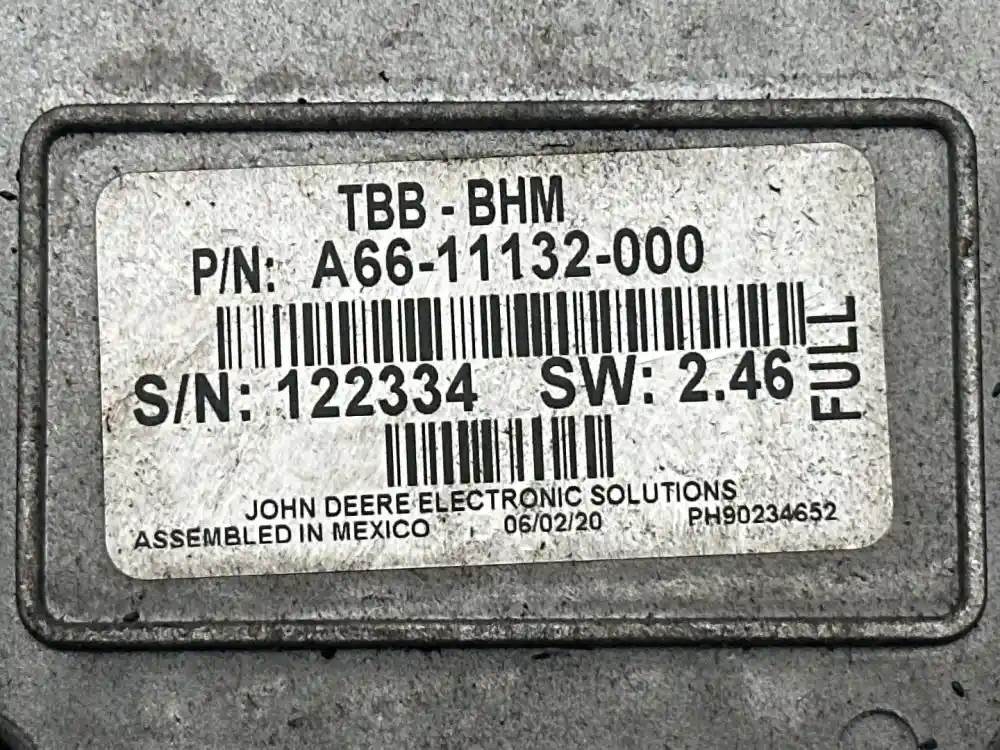 TBB - BHM
P/N: A66-11132-000
S/N: 122334 SW: 2.46
FULL
JOHN DEERE ELECTRONIC SOLUTIONS
ASSEMBLED IN MEXICO 06/02/20 PH90234652